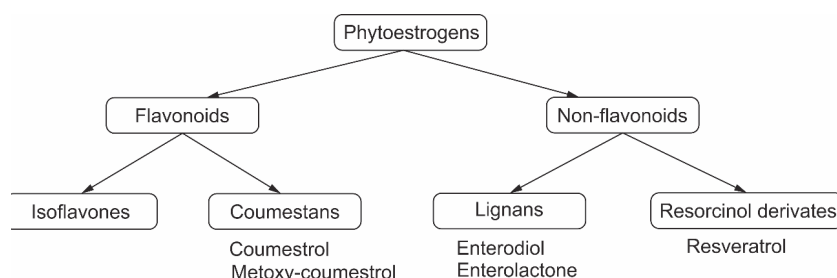 Phytoestrogens
Flavonoids
Non-flavonoids
Isoflavones
Coumestans
Lignans
Resorcinol derivates
Coumestrol
Metoxy-coumestrol
Enterodiol
Enterolactone
Resveratrol